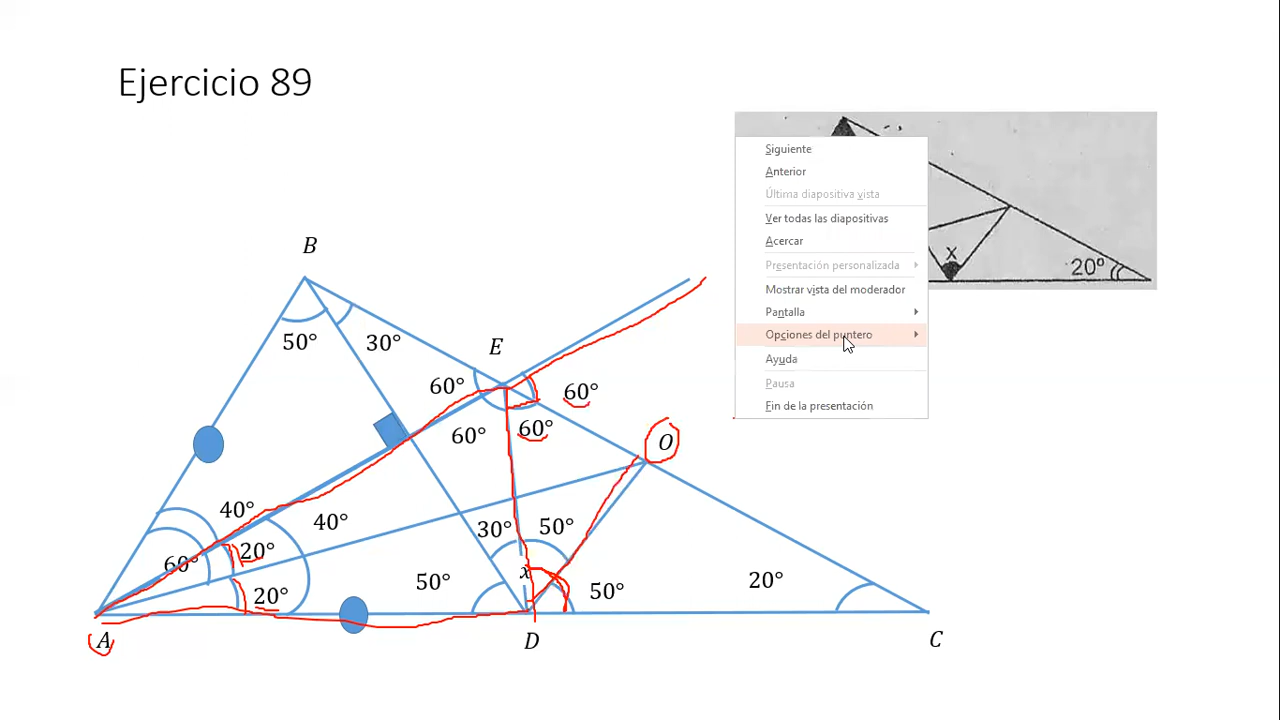 Ejercicio 89
Siguiente
Anterior
Última diapositiva vista
Ver todas las diapositivas
Acercar
Presentación personalizada
Mostrar vista del moderador
Pantalla
Opciones del puntero
Ayuda
Pausa
Fin de la presentación
x
20°
B
50°
30°
E
60°
60°
60°
60°
O
40°
40°
20°
60°
20°
30°
50°
x
50°
50°
20°
A
D
C